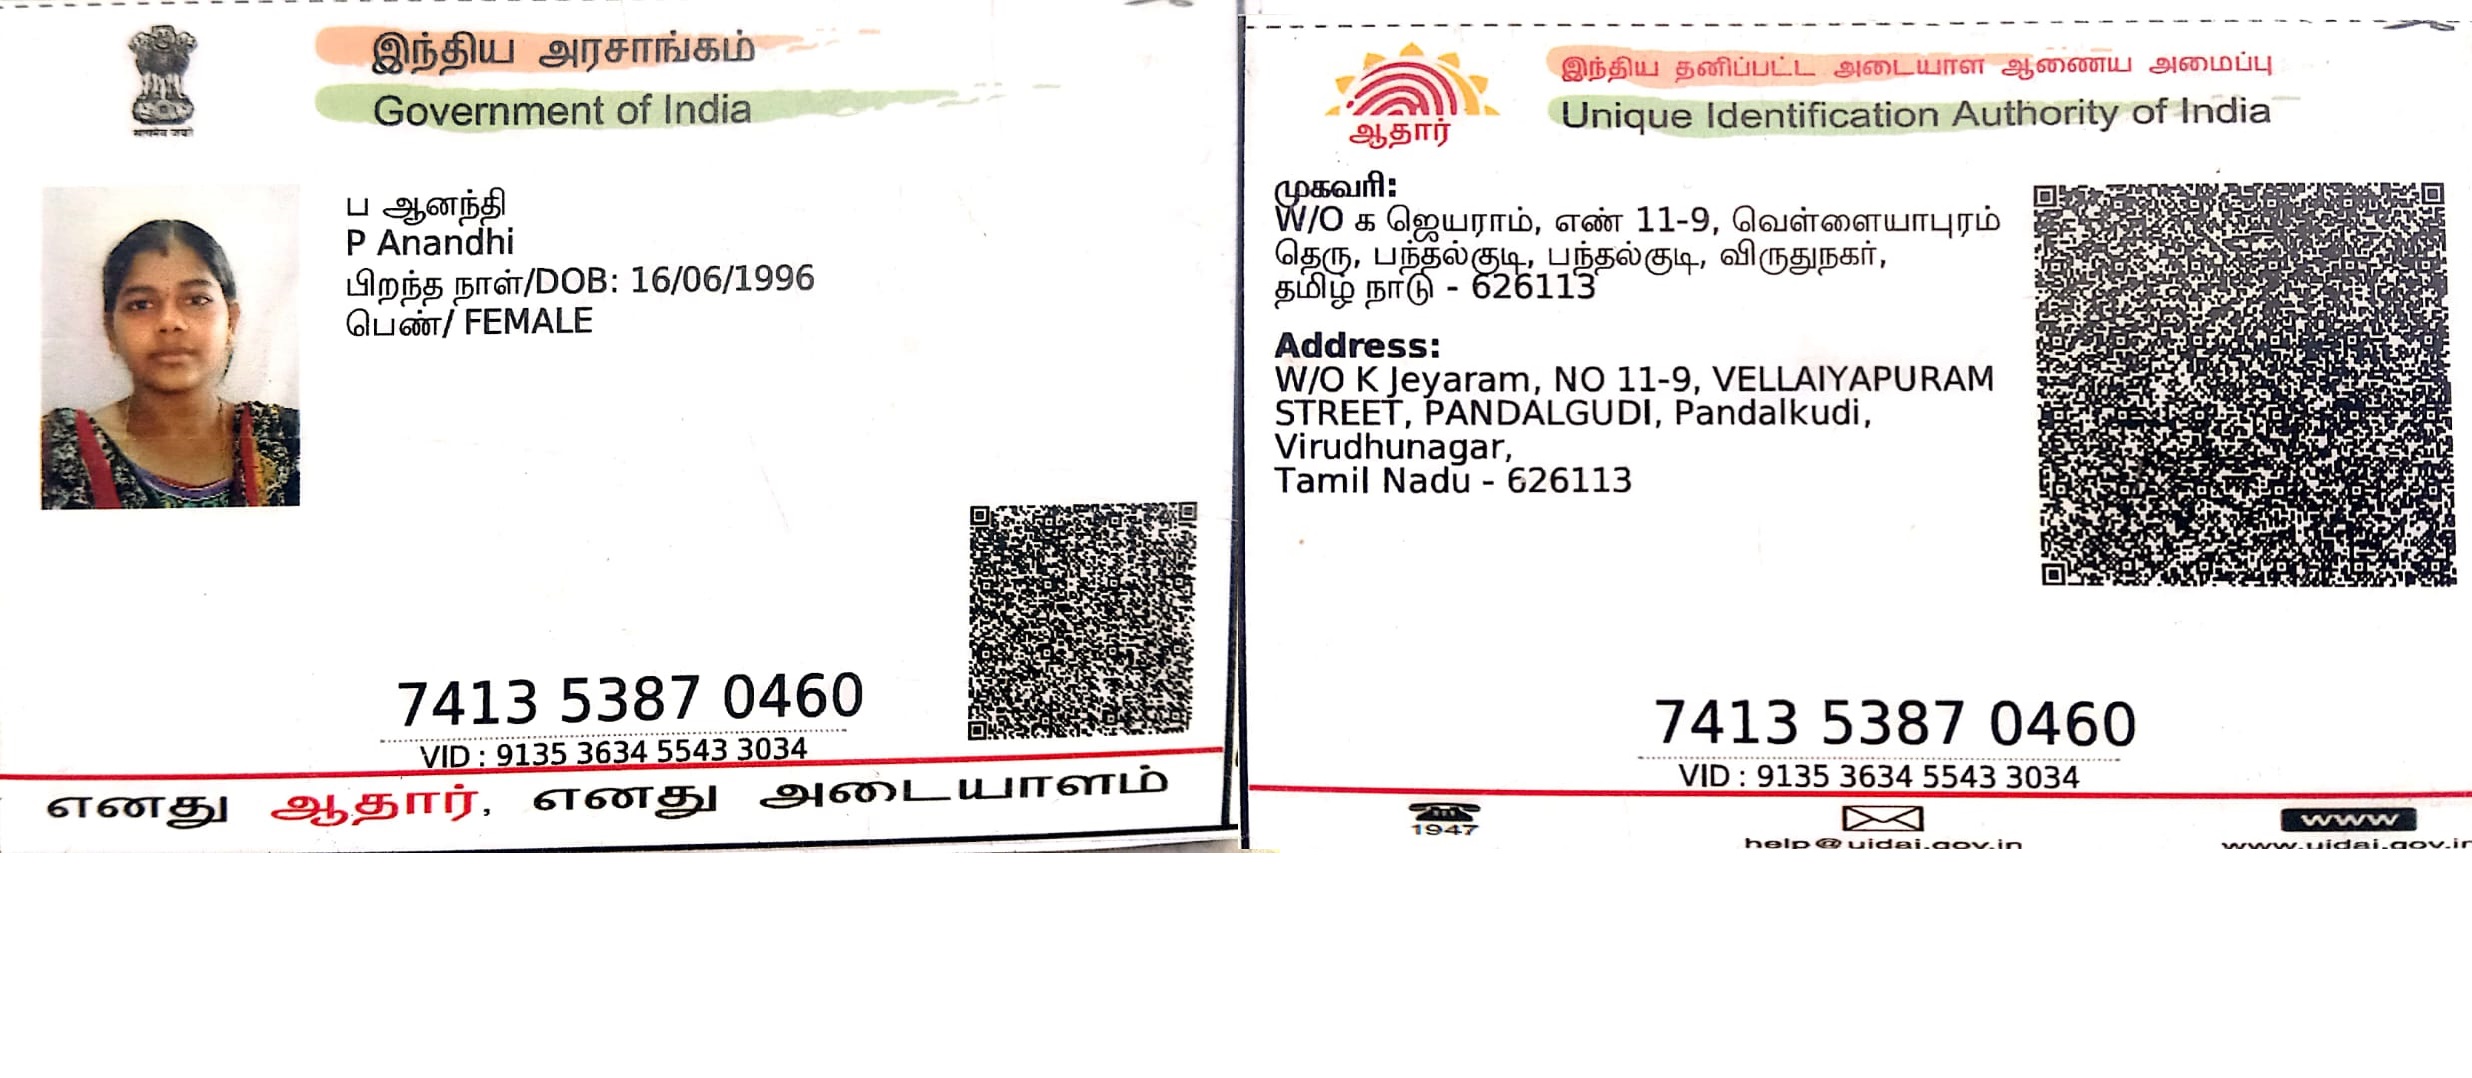 இந்திய அரசாங்கம்
Government of India
ப ஆனந்தி
P Anandhi
பிறந்த நாள்/DOB: 16/06/1996
பெண்/ FEMALE
7413 5387 0460
VID : 9135 3634 5543 3034
எனது ஆதார், எனது அடையாளம்
இந்திய தனிப்பட்ட அடையாள ஆணைய அமைப்பு
Unique Identification Authority of India
ஆதார்
முகவரி:
W/O க ஜெயராம், எண் 11-9, வெள்ளையாபுரம்
தெரு, பந்தல்குடி, பந்தல்குடி, விருதுநகர்,
தமிழ் நாடு - 626113
Address:
W/O K Jeyaram, NO 11-9, VELLAIYAPURAM
STREET, PANDALGUDI, Pandalkudi,
Virudhunagar,
Tamil Nadu - 626113
7413 5387 0460
VID : 9135 3634 5543 3034
1947
help@uidai.gov.in
www
www.uidai.gov.in